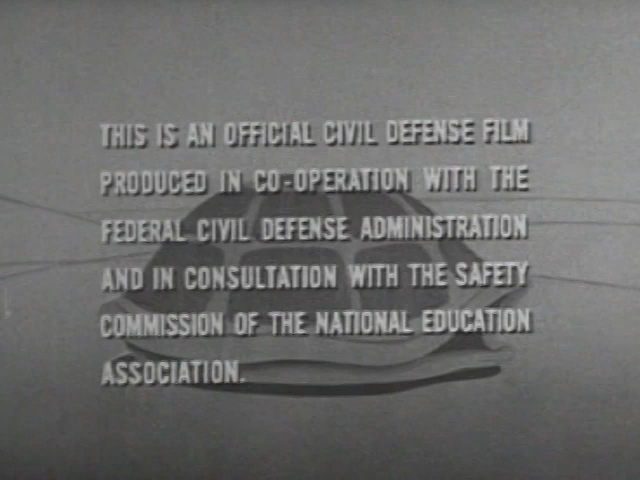 THIS IS AN OFFICIAL CIVIL DEFENSE FILM
PRODUCED IN CO-OPERATION WITH THE
FEDERAL CIVIL DEFENSE ADMINISTRATION
AND IN CONSULTATION WITH THE SAFETY
COMMISSION OF THE NATIONAL EDUCATION
ASSOCIATION.